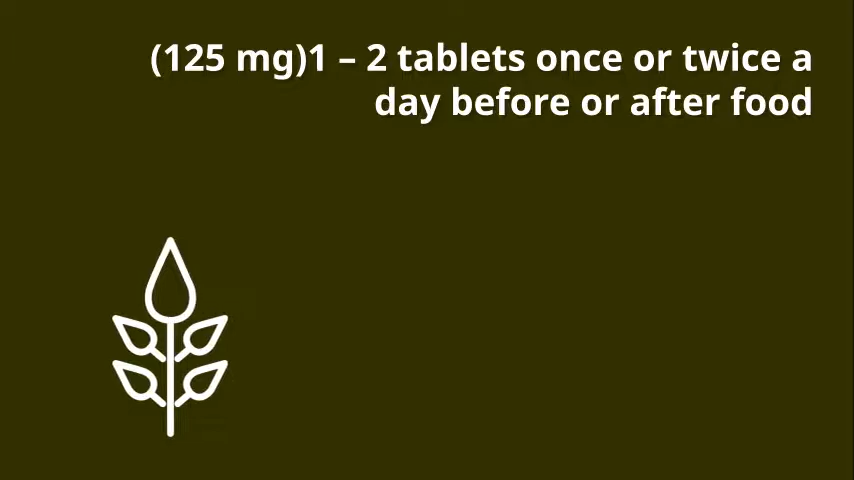 (125 mg)1 – 2 tablets once or twice a
day before or after food